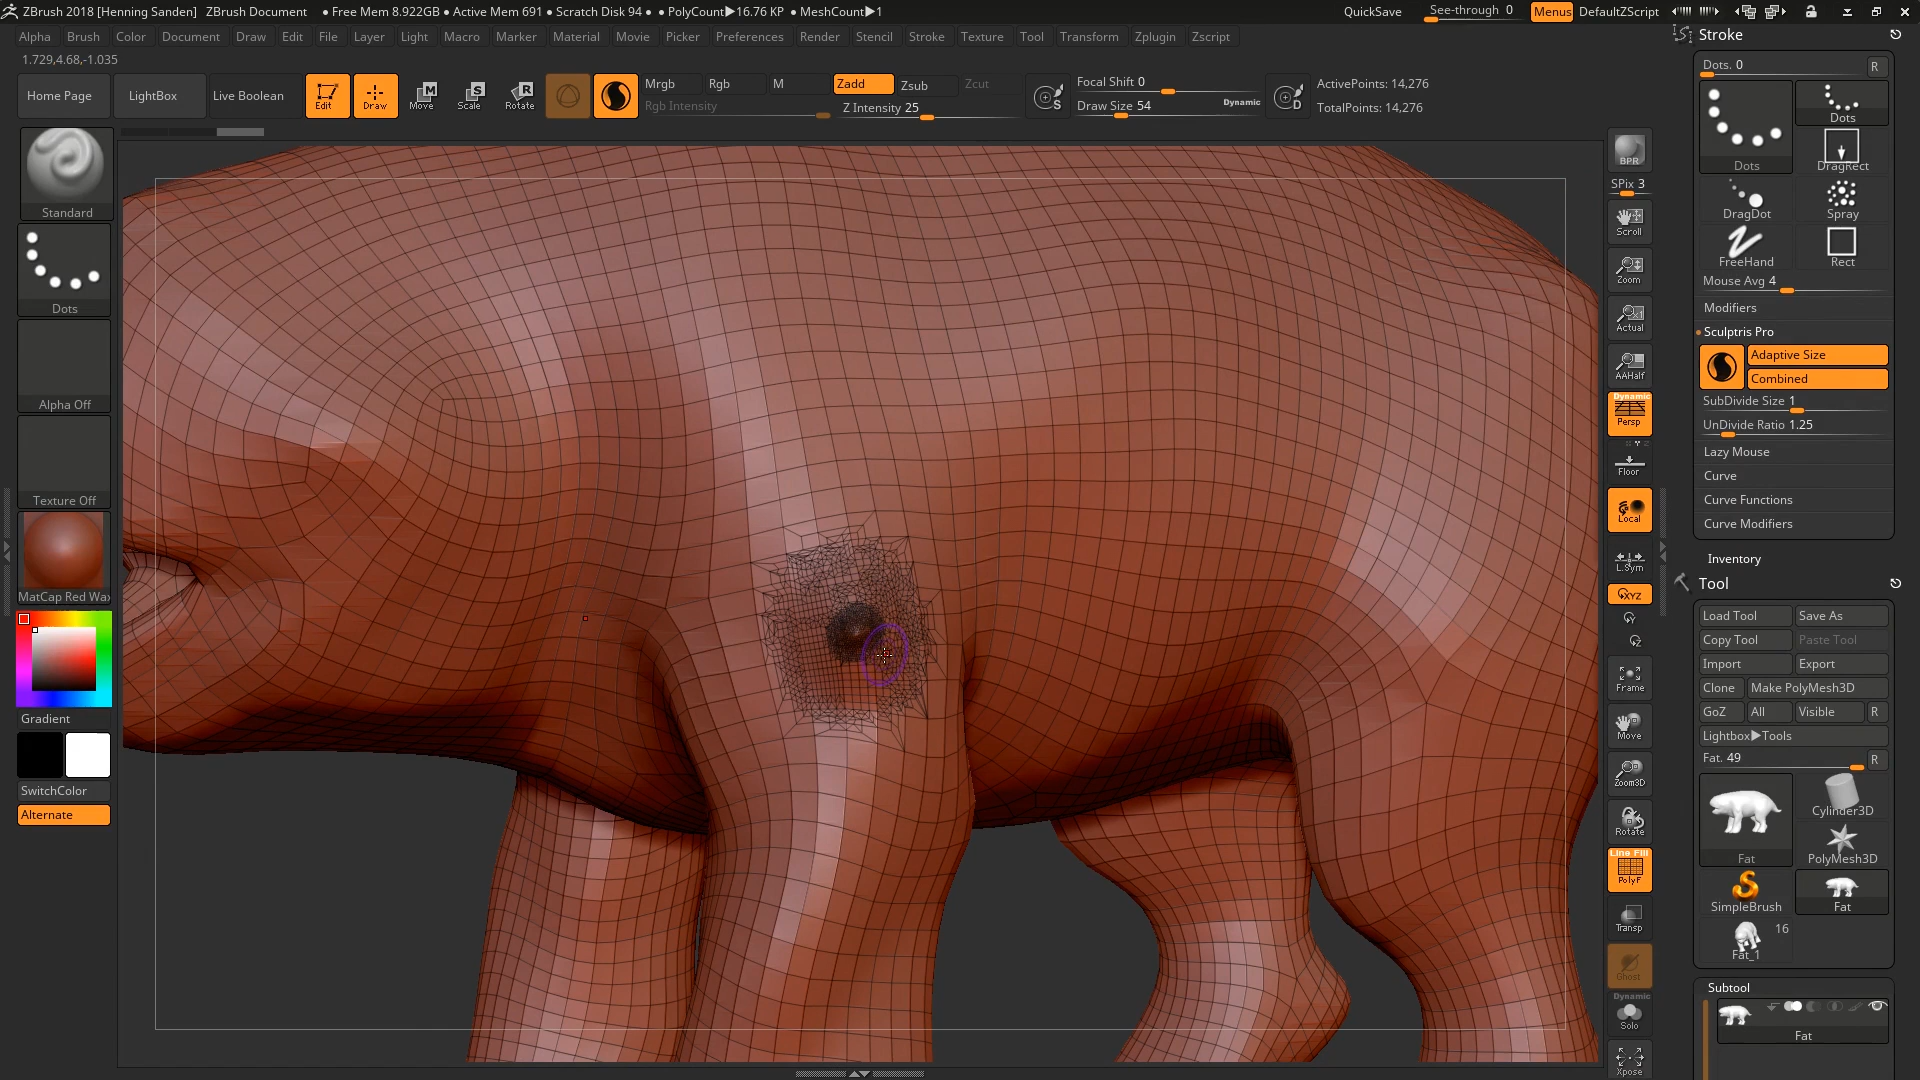 ZBrush 2018 [Henning Sanden] ZBrush Document • Free Mem 8.922GB • Active Mem 691 • Scratch Disk 94 • • PolyCount▶16.76 KP • MeshCount▶1 QuickSave See-through 0 Menus DefaultZScript
Alpha Brush Color Document Draw Edit File Layer Light Macro Marker Material Movie Picker Preferences Render Stencil Stroke Texture Tool Transform Zplugin Zscript
1.729,4.68,-1.035
Home Page LightBox Live Boolean Edit Draw Move Scale Rotate
M S R
Mrgb Rgb M Zadd Zsub Zcut
Rgb Intensity Z Intensity 25
S Focal Shift 0
Draw Size 54 Dynamic
D ActivePoints: 14,276
TotalPoints: 14,276
Standard
Dots
Alpha Off
Texture Off
MatCap Red Wax
Gradient
SwitchColor
Alternate
BPR
SPix 3
Scroll
Zoom
Actual
AAHalf
Dynamic
Persp
Floor
Local
L.Sym
XYZ
Frame
Move
Zoom3D
Rotate
Line Fill
PolyF
Transp
Ghost
Dynamic
Solo
Xpose
Stroke
Dots. 0 R
Dots Dots
DragRect
DragDot Spray
FreeHand Rect
Mouse Avg 4
Modifiers
Sculptris Pro
Adaptive Size
Combined
SubDivide Size 1
UnDivide Ratio 1.25
Lazy Mouse
Curve
Curve Functions
Curve Modifiers
Inventory
Tool
Load Tool Save As
Copy Tool Paste Tool
Import Export
Clone Make PolyMesh3D
GoZ All Visible R
Lightbox▶Tools
Fat. 49 R
Fat Cylinder3D
PolyMesh3D
SimpleBrush Fat
16
Fat_1
Subtool
Fat